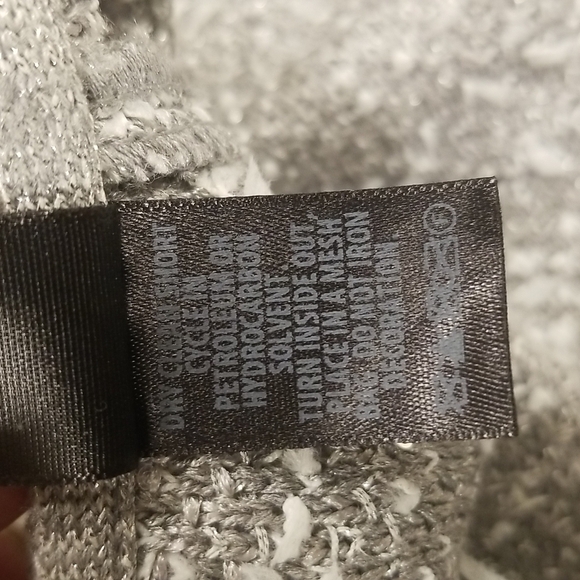 DRY CLEAN SHORT
CYCLE IN
PETROLEUM OR
HYDROCARBON
SOLVENT.
TURN INSIDE OUT,
PLACE IN A MESH
BAG. DO NOT IRON
DECORATION